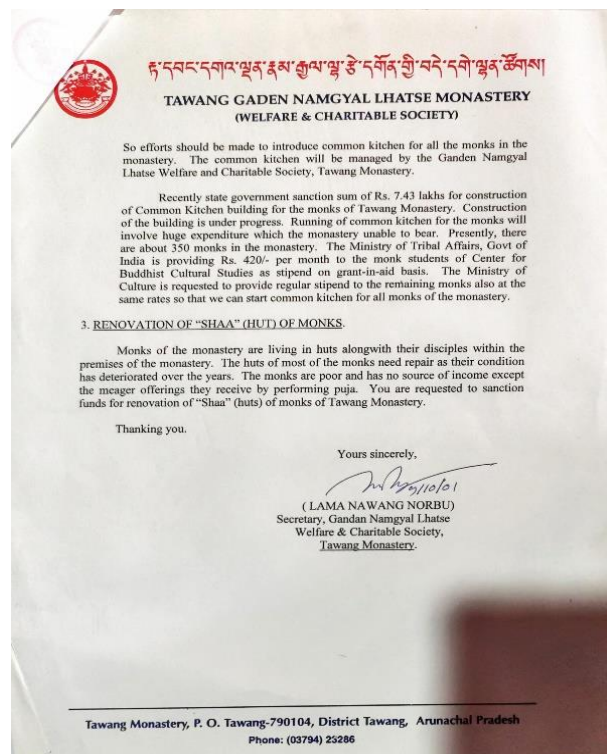 ཏ་དབང་དགའ་ལྡན་རྣམ་རྒྱལ་ལྷ་རྩེ་དགོན་གྱི་བདེ་དགེ་ལྷན་ཚོགས།
TAWANG GADEN NAMGYAL LHATSE MONASTERY
(WELFARE & CHARITABLE SOCIETY)
So efforts should be made to introduce common kitchen for all the monks in the
monastery. The common kitchen will be managed by the Ganden Namgyal
Lhatse Welfare and Charitable Society, Tawang Monastery.
Recently state government sanction sum of Rs. 7.43 lakhs for construction
of Common Kitchen building for the monks of Tawang Monastery. Construction
of the building is under progress. Running of common kitchen for the monks will
involve huge expenditure which the monastery unable to bear. Presently, there
are about 350 monks in the monastery. The Ministry of Tribal Affairs, Govt of
India is providing Rs. 420/- per month to the monk students of Center for
Buddhist Cultural Studies as stipend on grant-in-aid basis. The Ministry of
Culture is requested to provide regular stipend to the remaining monks also at the
same rates so that we can start common kitchen for all monks of the monastery.
3. RENOVATION OF “SHAA” (HUT) OF MONKS.
Monks of the monastery are living in huts alongwith their disciples within the
premises of the monastery. The huts of most of the monks need repair as their condition
has deteriorated over the years. The monks are poor and has no source of income except
the meager offerings they receive by performing puja. You are requested to sanction
funds for renovation of “Shaa” (huts) of monks of Tawang Monastery.
Thanking you.
Yours sincerely,
( LAMA NAWANG NORBU)
Secretary, Gandan Namgyal Lhatse
Welfare & Charitable Society,
Tawang Monastery.
Tawang Monastery, P. O. Tawang-790104, District Tawang, Arunachal Pradesh
Phone: (03794) 23286